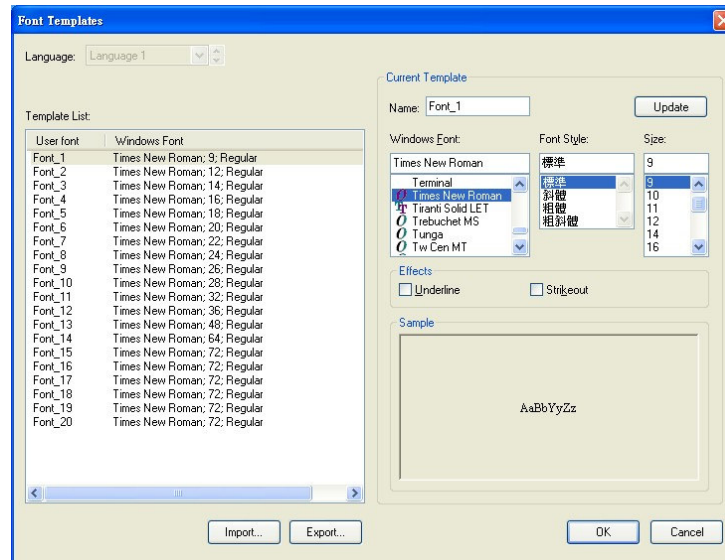 Font Templates
Language: Language 1
Template List:
User font Windows Font
Font_1 Times New Roman; 9; Regular
Font_2 Times New Roman; 12; Regular
Font_3 Times New Roman; 14; Regular
Font_4 Times New Roman; 16; Regular
Font_5 Times New Roman; 18; Regular
Font_6 Times New Roman; 20; Regular
Font_7 Times New Roman; 22; Regular
Font_8 Times New Roman; 24; Regular
Font_9 Times New Roman; 26; Regular
Font_10 Times New Roman; 28; Regular
Font_11 Times New Roman; 32; Regular
Font_12 Times New Roman; 36; Regular
Font_13 Times New Roman; 48; Regular
Font_14 Times New Roman; 64; Regular
Font_15 Times New Roman; 72; Regular
Font_16 Times New Roman; 72; Regular
Font_17 Times New Roman; 72; Regular
Font_18 Times New Roman; 72; Regular
Font_19 Times New Roman; 72; Regular
Font_20 Times New Roman; 72; Regular
Import... Export...
Current Template
Name: Font_1 Update
Windows Font: Font Style: Size:
Times New Roman 標準 9
Terminal 標準 9
Times New Roman 斜體 10
Tiranti Solid LET 粗體 11
Trebuchet MS 粗斜體 12
Tunga 14
Tw Cen MT 16
Effects
Underline Strikeout
Sample
AaBbYyZz
OK Cancel